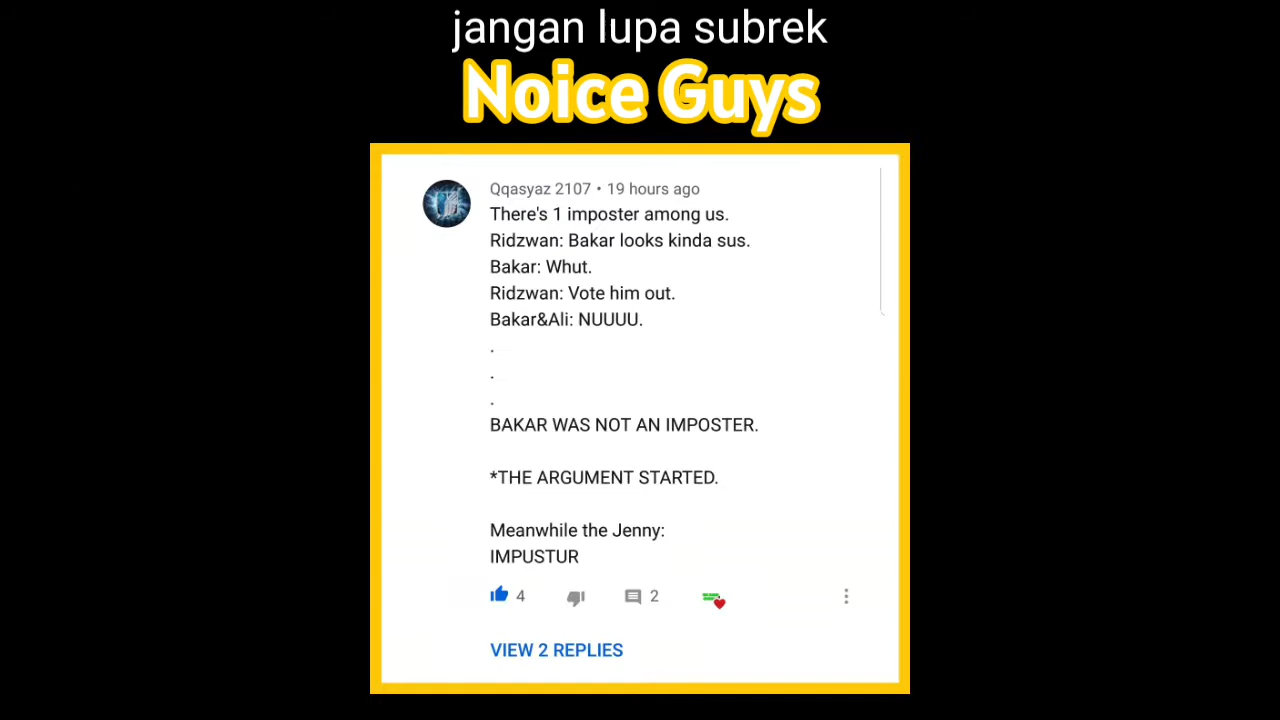 jangan lupa subrek
Noice Guys
Qqasyaz 2107 • 19 hours ago
There's 1 imposter among us.
Ridzwan: Bakar looks kinda sus.
Bakar: Whut.
Ridzwan: Vote him out.
Bakar&Ali: NUUUU.
.
.
.
BAKAR WAS NOT AN IMPOSTER.
*THE ARGUMENT STARTED.
Meanwhile the Jenny:
IMPUSTUR
4 2
VIEW 2 REPLIES